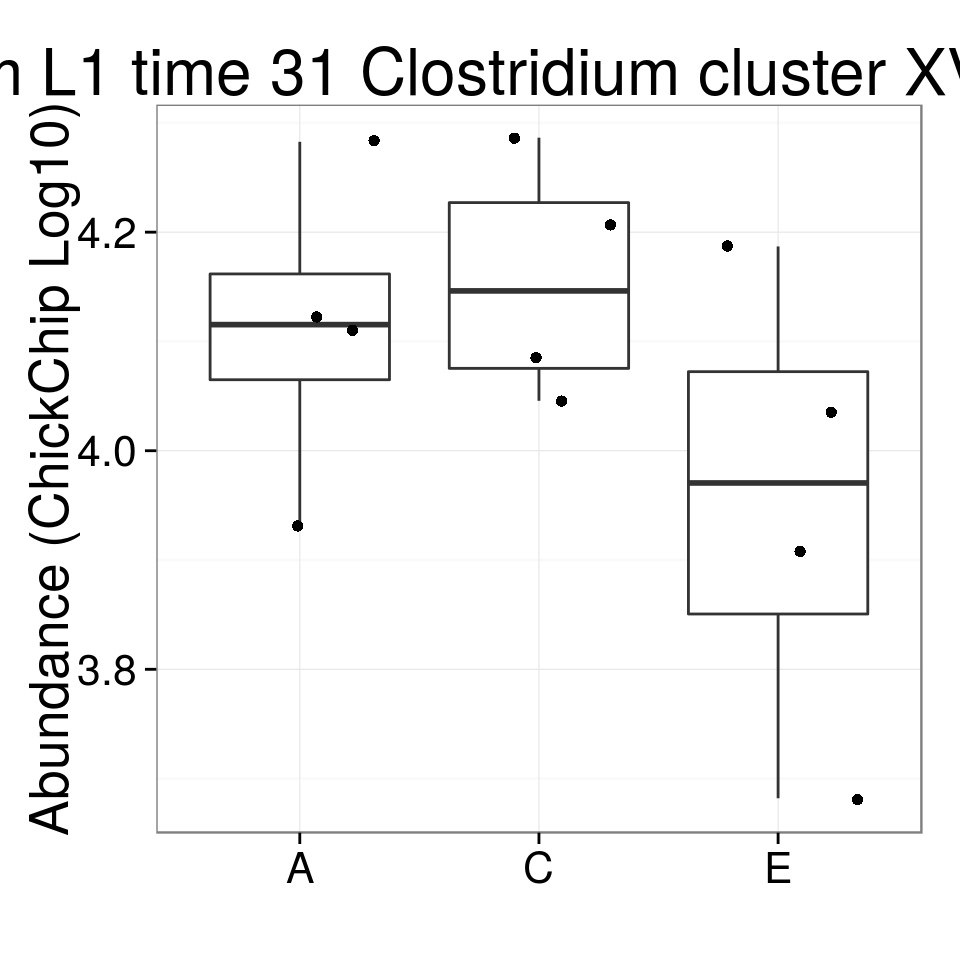 L1 time 31 Clostridium cluster
Abundance (ChickChip Log10)
4.2
4.0
3.8
A C E